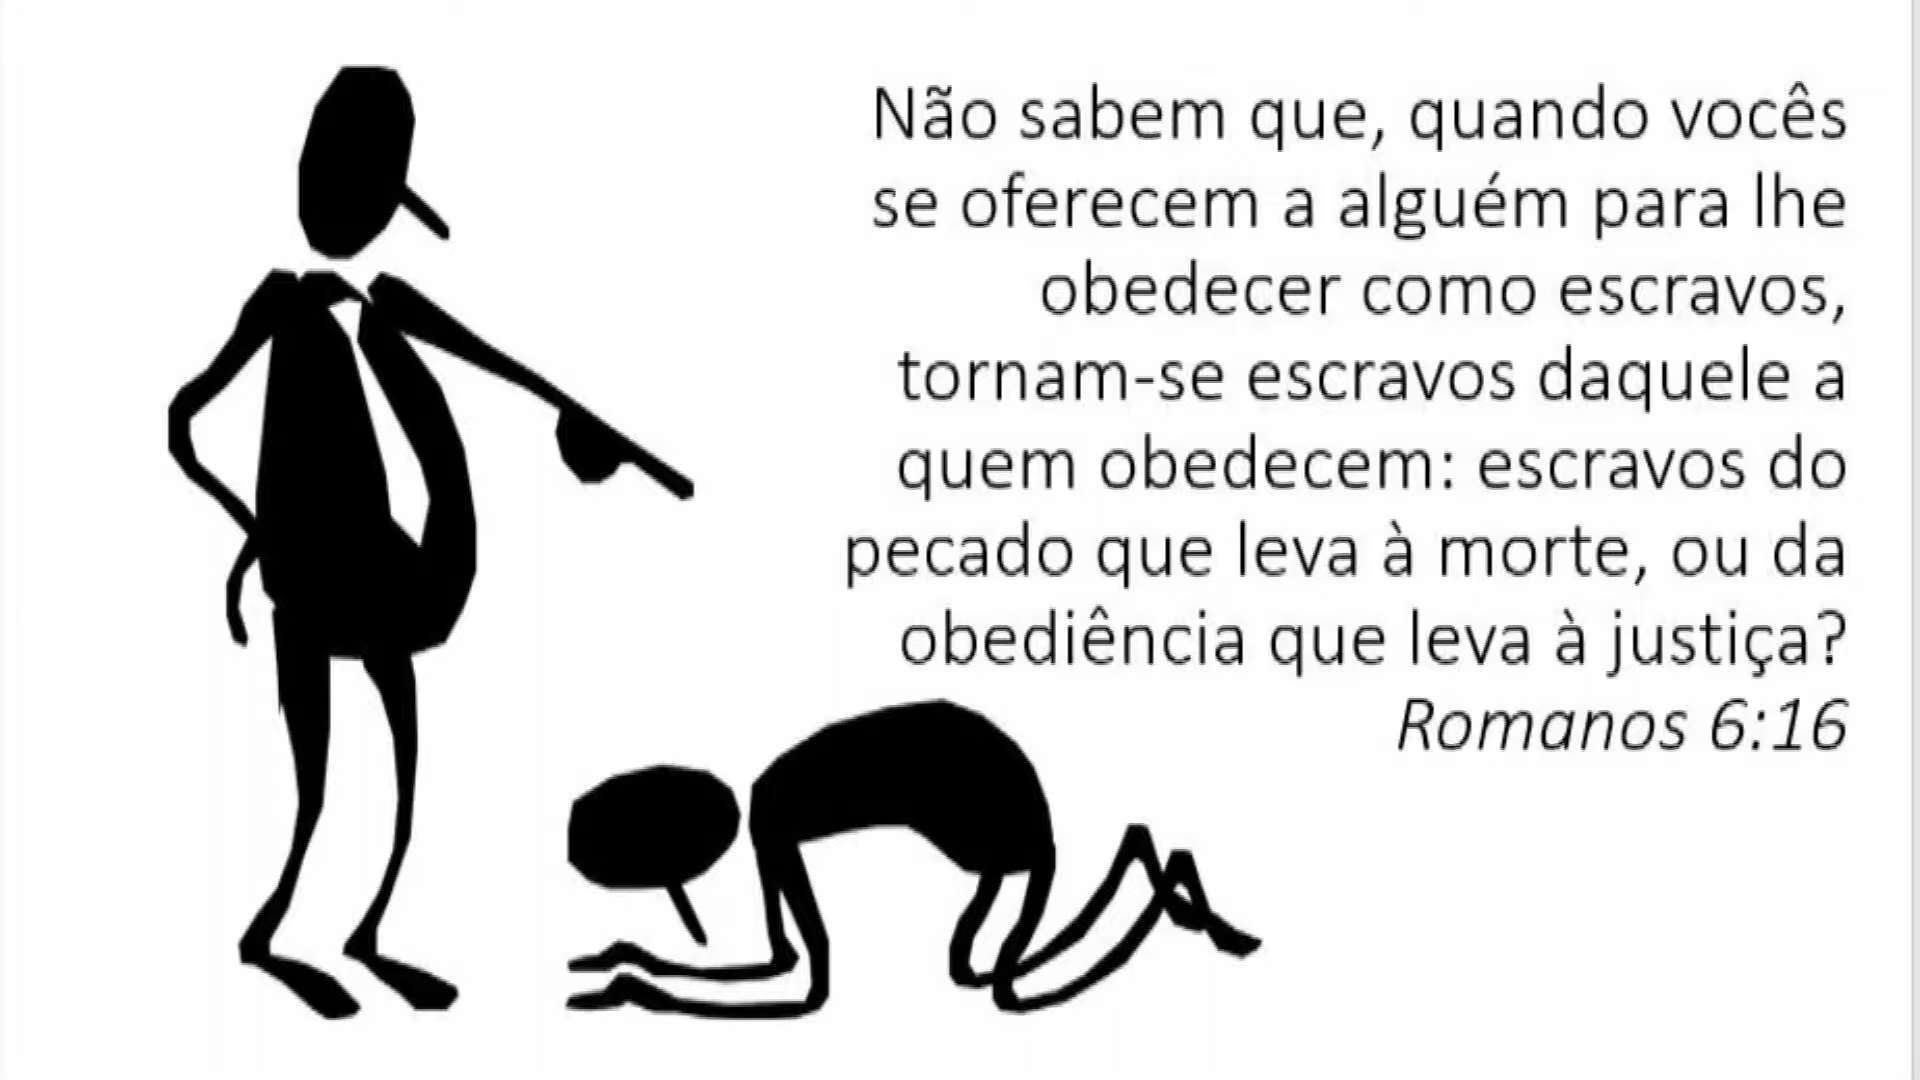 Não sabem que, quando vocês
se oferecem a alguém para lhe
obedecer como escravos,
tornam-se escravos daquele a
quem obedecem: escravos do
pecado que leva à morte, ou da
obediência que leva à justiça?
Romanos 6:16